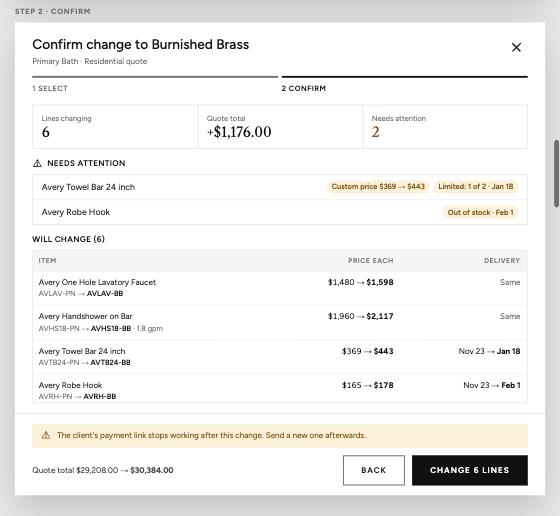 STEP 2 · CONFIRM
Confirm change to Burnished Brass
Primary Bath · Residential quote
1 SELECT
2 CONFIRM
Lines changing
6
Quote total
+$1,176.00
Needs attention
2
NEEDS ATTENTION
Avery Towel Bar 24 inch
Custom price $369 → $443
Limited: 1 of 2 · Jan 18
Avery Robe Hook
Out of stock · Feb 1
WILL CHANGE (6)
ITEM PRICE EACH DELIVERY
Avery One Hole Lavatory Faucet $1,480 → $1,598 Same
AVLAV-PN → AVLAV-BB
Avery Handshower on Bar $1,960 → $2,117 Same
AVHS18-PN → AVHS18-BB · 1.8 gpm
Avery Towel Bar 24 inch $369 → $443 Nov 23 → Jan 18
AVTB24-PN → AVTB24-BB
Avery Robe Hook $165 → $178 Nov 23 → Feb 1
AVRH-PN → AVRH-BB
The client's payment link stops working after this change. Send a new one afterwards.
Quote total $29,208.00 → $30,384.00
BACK
CHANGE 6 LINES